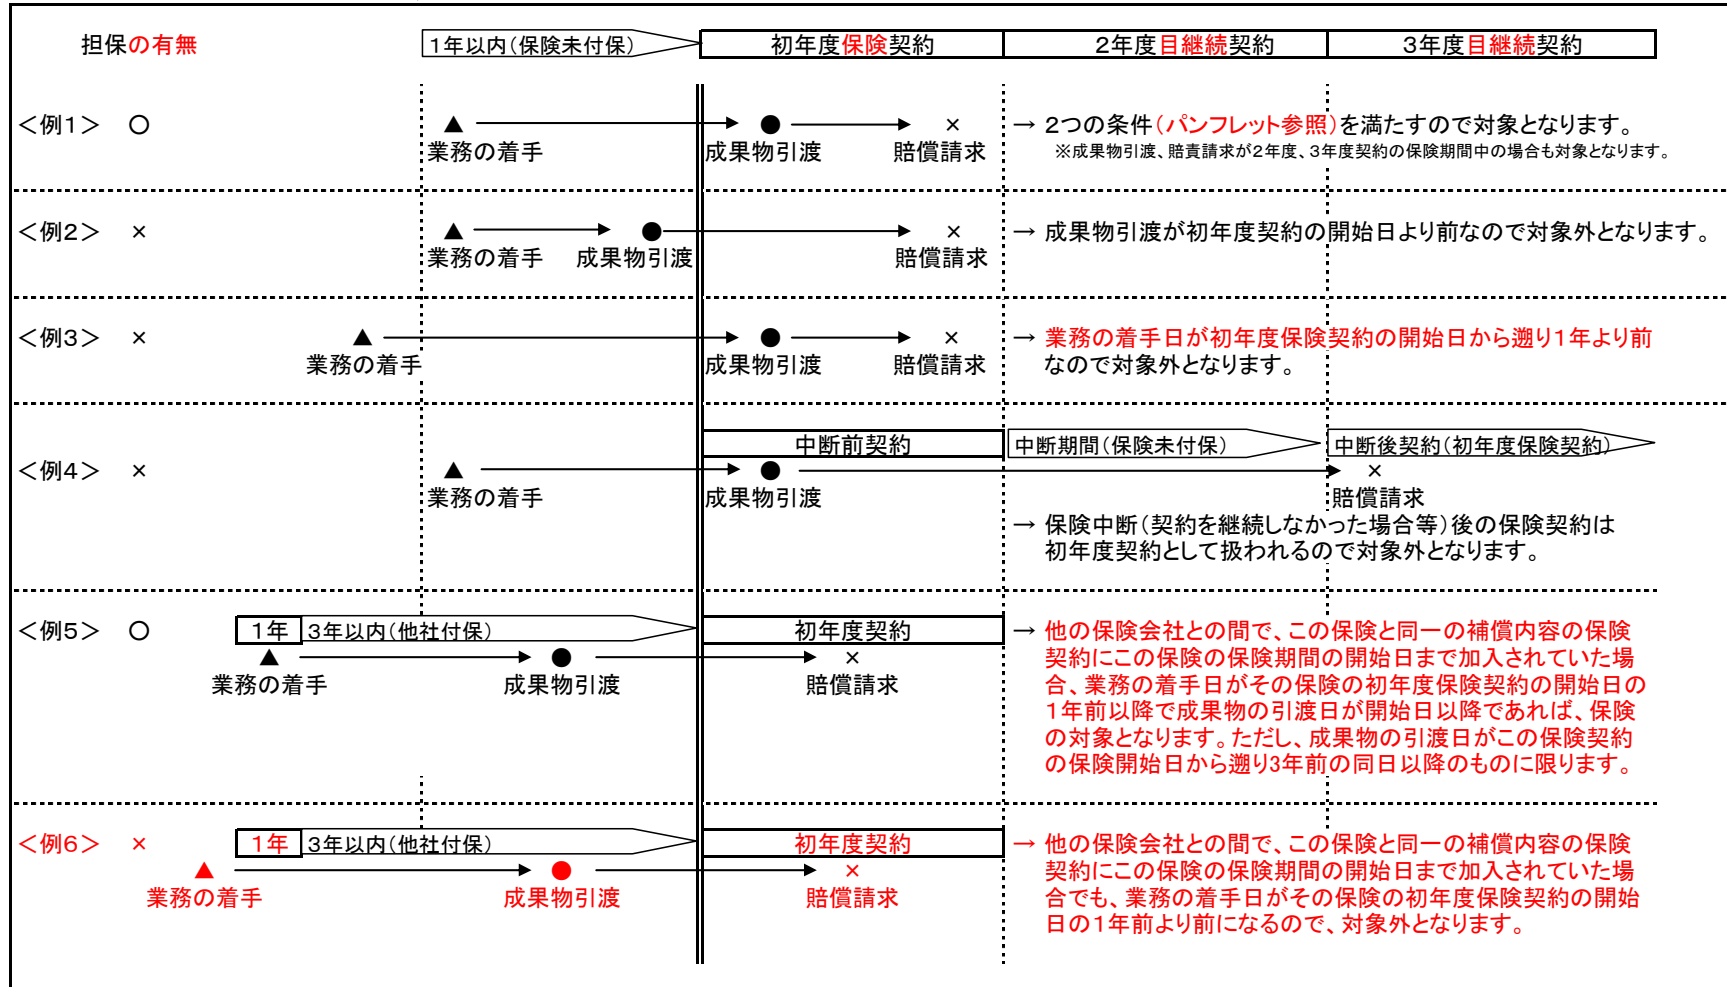 担保の有無 1年以内(保険未付保) 初年度保険契約 2年度目継続契約 3年度目継続契約
＜例1＞ ○ ▲ ● × → 2つの条件(パンフレット参照)を満たすので対象となります。
業務の着手 成果物引渡 賠償請求 ※成果物引渡、賠責請求が2年度、3年度契約の保険期間中の場合も対象となります。
＜例2＞ × ▲ ● × → 成果物引渡が初年度契約の開始日より前なので対象外となります。
業務の着手 成果物引渡 賠償請求
＜例3＞ × ▲ ● × → 業務の着手日が初年度保険契約の開始日から遡り1年より前
業務の着手 成果物引渡 賠償請求 なので対象外となります。
中断前契約 中断期間(保険未付保) 中断後契約(初年度保険契約)
＜例4＞ × ▲ ● ×
業務の着手 成果物引渡 賠償請求
→ 保険中断(契約を継続しなかった場合等)後の保険契約は
初年度契約として扱われるので対象外となります。
＜例5＞ ○ 1年 3年以内(他社付保) 初年度契約 → 他の保険会社との間で、この保険と同一の補償内容の保険
▲ ● × 契約にこの保険の保険期間の開始日まで加入されていた場
業務の着手 成果物引渡 賠償請求 合、業務の着手日がその保険の初年度保険契約の開始日の
1年前以降で成果物の引渡日が開始日以降であれば、保険
の対象となります。ただし、成果物の引渡日がこの保険契約
の保険開始日から遡り3年前の同日以降のものに限ります。
＜例6＞ × 1年 3年以内(他社付保) 初年度契約 → 他の保険会社との間で、この保険と同一の補償内容の保険
▲ ● × 契約にこの保険の保険期間の開始日まで加入されていた場
業務の着手 成果物引渡 賠償請求 合でも、業務の着手日がその保険の初年度保険契約の開始
日の1年前より前になるので、対象外となります。